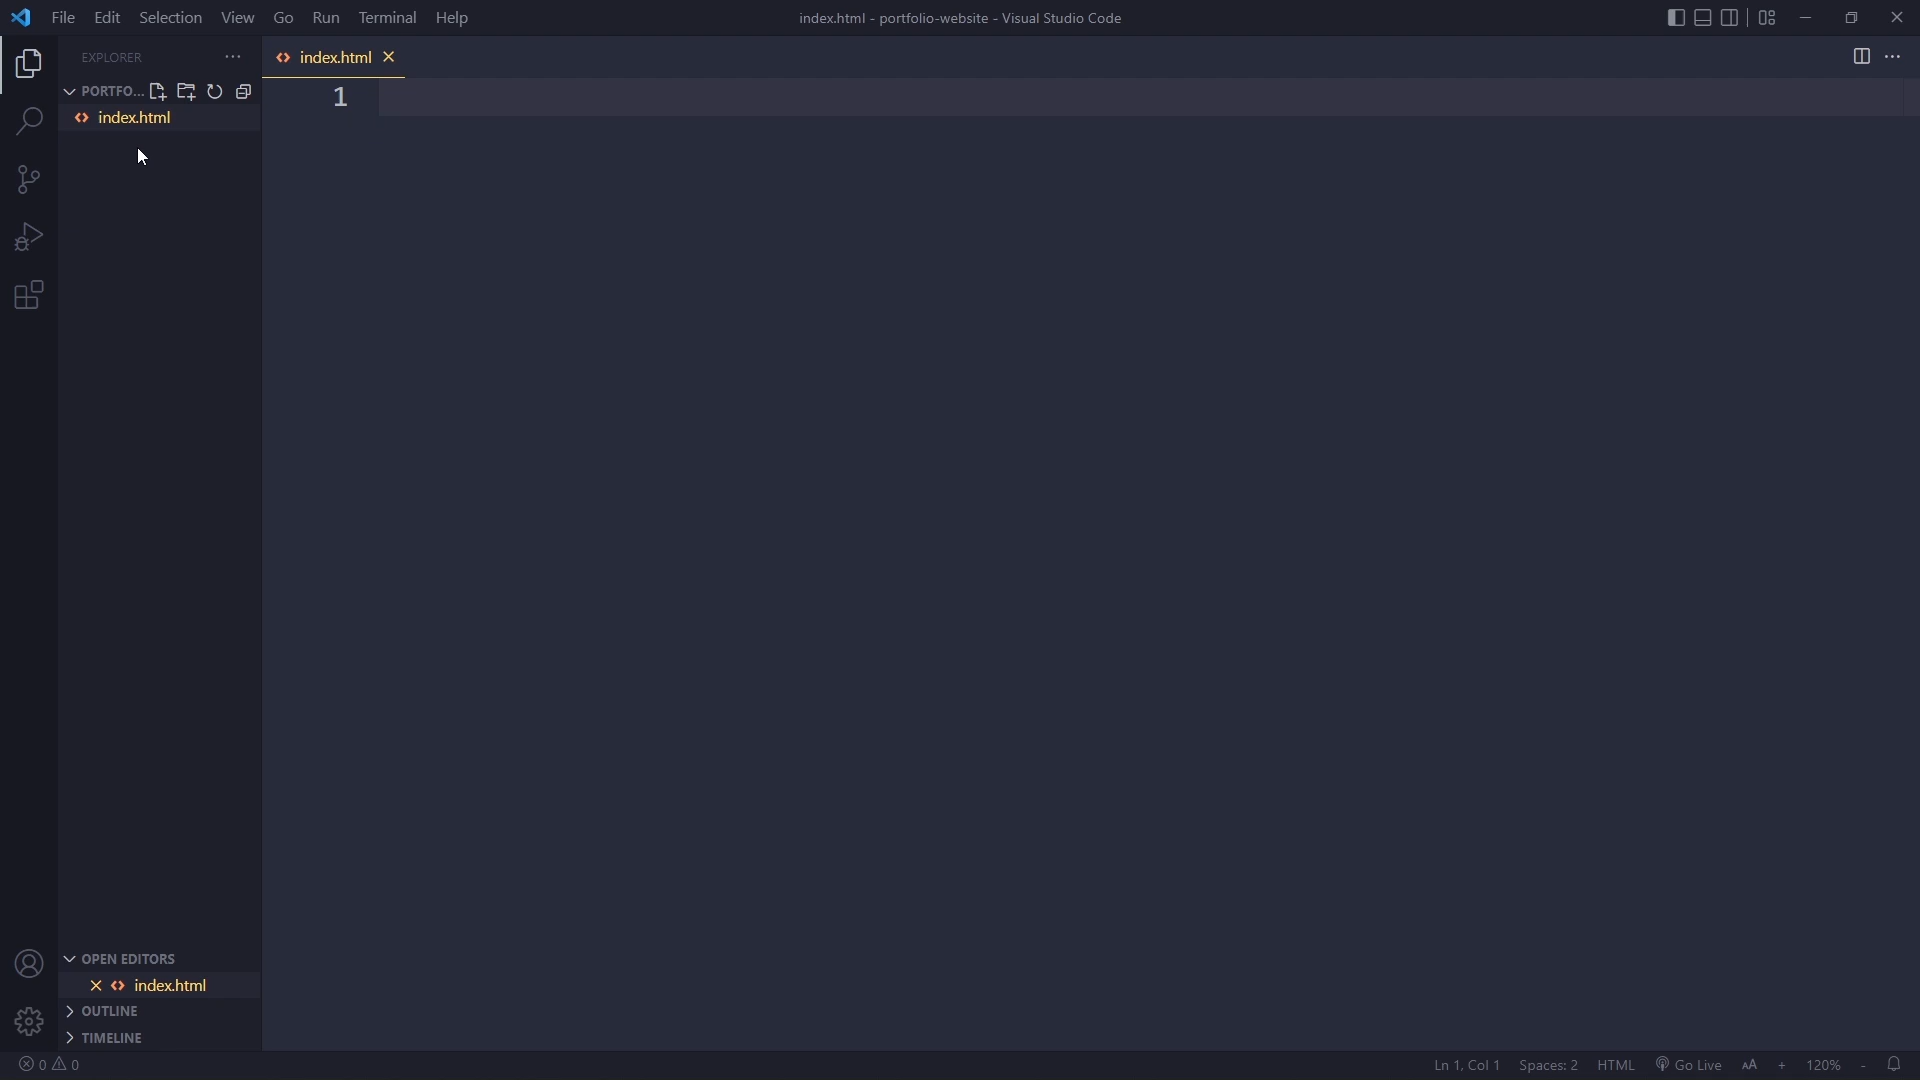 File Edit Selection View Go Run Terminal Help
index.html - portfolio-website - Visual Studio Code
EXPLORER
index.html
PORTFO...
index.html
1
OPEN EDITORS
index.html
OUTLINE
TIMELINE
0 0
Ln 1, Col 1 Spaces: 2 HTML Go Live AA + 120% -